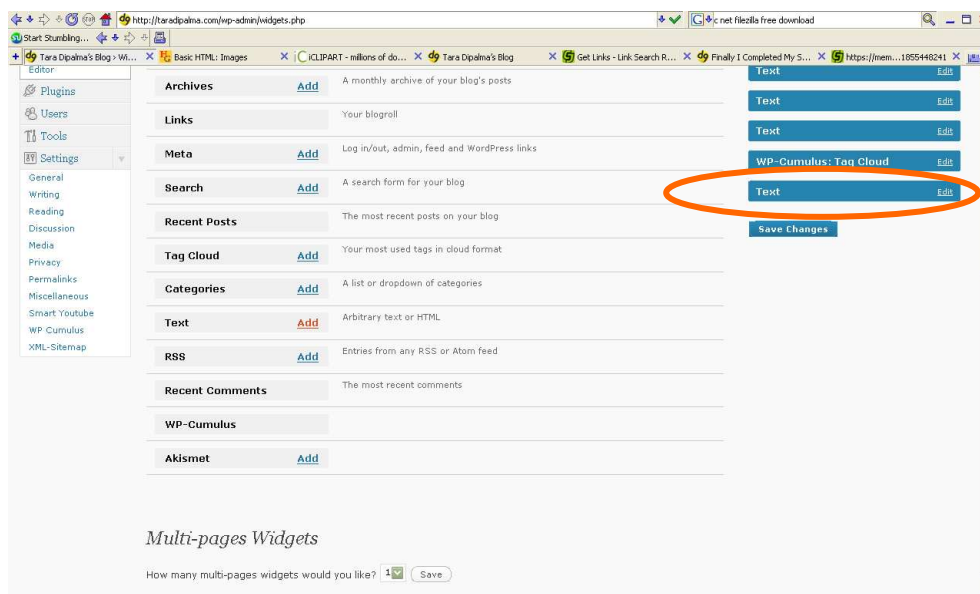 http://taradipalma.com/wp-admin/widgets.php
G
c net filezilla free download
Start Stumbling...
Tara Dipalma's Blog › Wi...
Basic HTML: Images
iCLIPART - millions of do...
Tara Dipalma's Blog
Get Links - Link Search R...
Finally I Completed My S...
https://mem...1855448241
Editor
Plugins
Users
Tools
Settings
General
Writing
Reading
Discussion
Media
Privacy
Permalinks
Miscellaneous
Smart Youtube
WP Cumulus
XML-Sitemap
Archives Add A monthly archive of your blog's posts
Links Your blogroll
Meta Add Log in/out, admin, feed and WordPress links
Search Add A search form for your blog
Recent Posts The most recent posts on your blog
Tag Cloud Add Your most used tags in cloud format
Categories Add A list or dropdown of categories
Text Add Arbitrary text or HTML
RSS Add Entries from any RSS or Atom feed
Recent Comments The most recent comments
WP-Cumulus
Akismet Add
Text Edit
Text Edit
Text Edit
WP-Cumulus: Tag Cloud Edit
Text Edit
Save Changes
Multi-pages Widgets
How many multi-pages widgets would you like? 1 Save